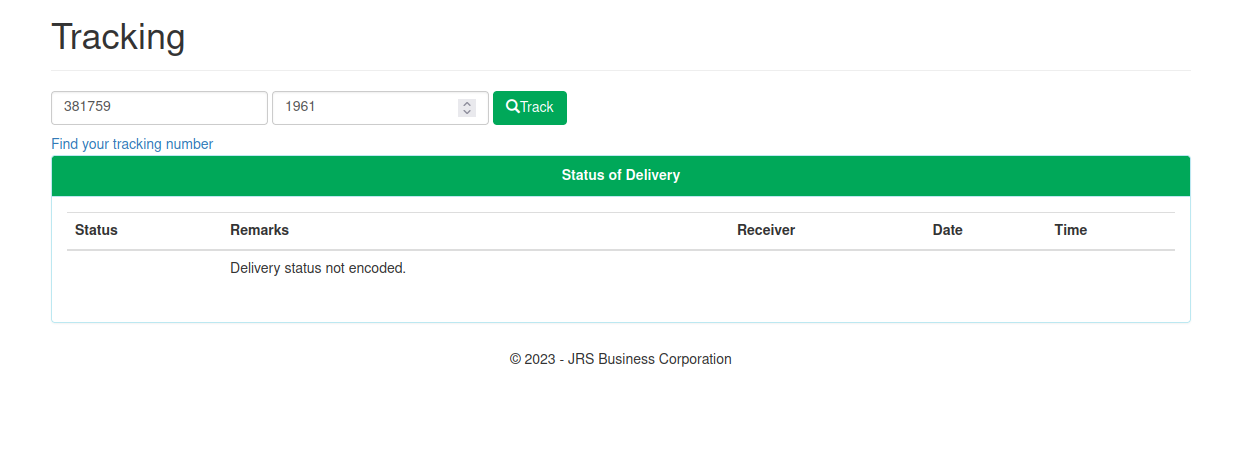 Tracking
381759 1961 Track
Find your tracking number
Status of Delivery
Status Remarks Receiver Date Time
Delivery status not encoded.
© 2023 - JRS Business Corporation